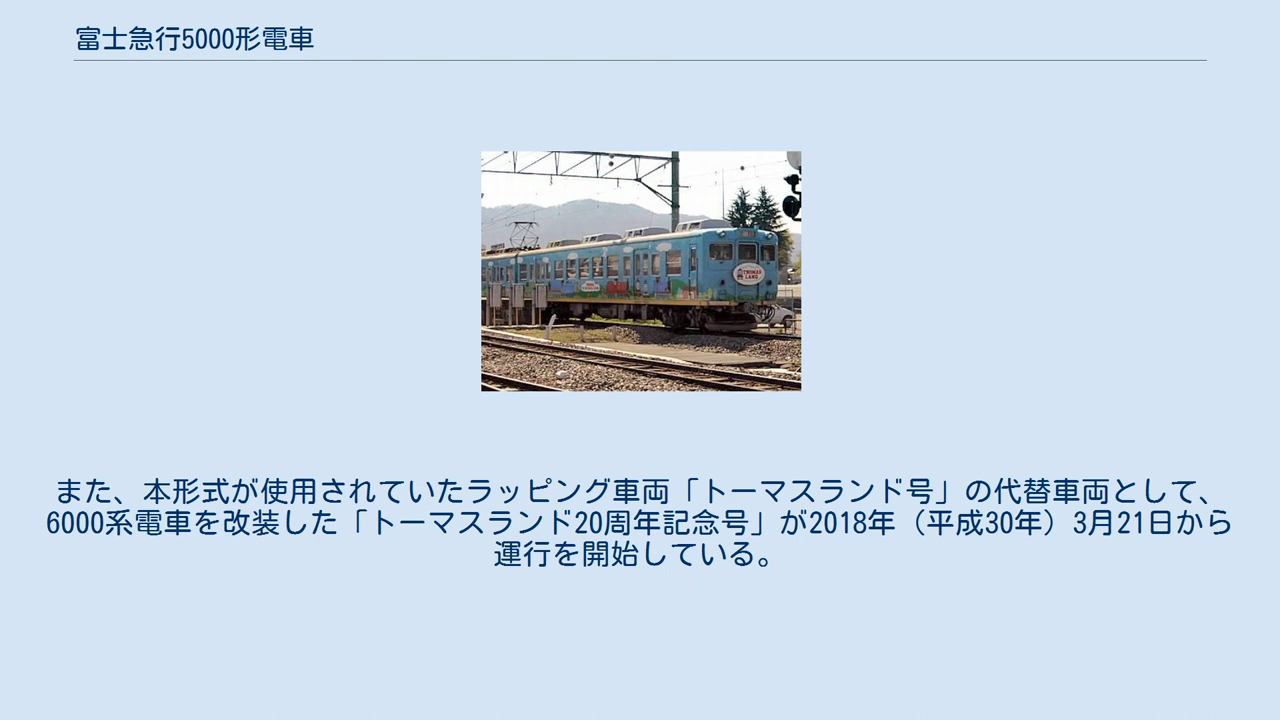 富士急行5000形電車
THOMAS
LAND
また、本形式が使用されていたラッピング車両「トーマスランド号」の代替車両として、
6000系電車を改装した「トーマスランド20周年記念号」が2018年（平成30年）3月21日から
運行を開始している。